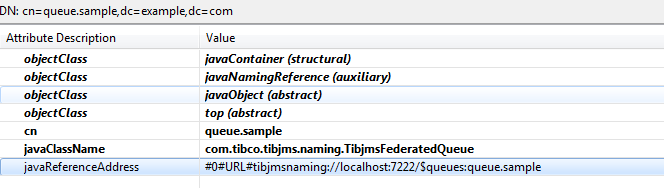 DN: cn=queue.sample,dc=example,dc=com
Attribute Description Value
objectClass javaContainer (structural)
objectClass javaNamingReference (auxiliary)
objectClass javaObject (abstract)
objectClass top (abstract)
cn queue.sample
javaClassName com.tibco.tibjms.naming.TibjmsFederatedQueue
javaReferenceAddress #0#URL#tibjmsnaming://localhost:7222/$queues:queue.sample